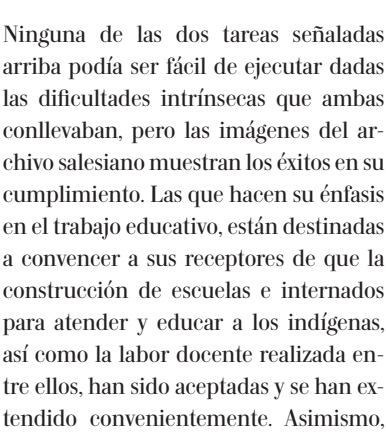 Ninguna de las dos tareas señaladas
arriba podía ser fácil de ejecutar dadas
las dificultades intrínsecas que ambas
conllevaban, pero las imágenes del ar-
chivo salesiano muestran los éxitos en su
cumplimiento. Las que hacen su énfasis
en el trabajo educativo, están destinadas
a convencer a sus receptores de que la
construcción de escuelas e internados
para atender y educar a los indígenas,
así como la labor docente realizada en-
tre ellos, han sido aceptadas y se han ex-
tendido convenientemente. Asimismo,